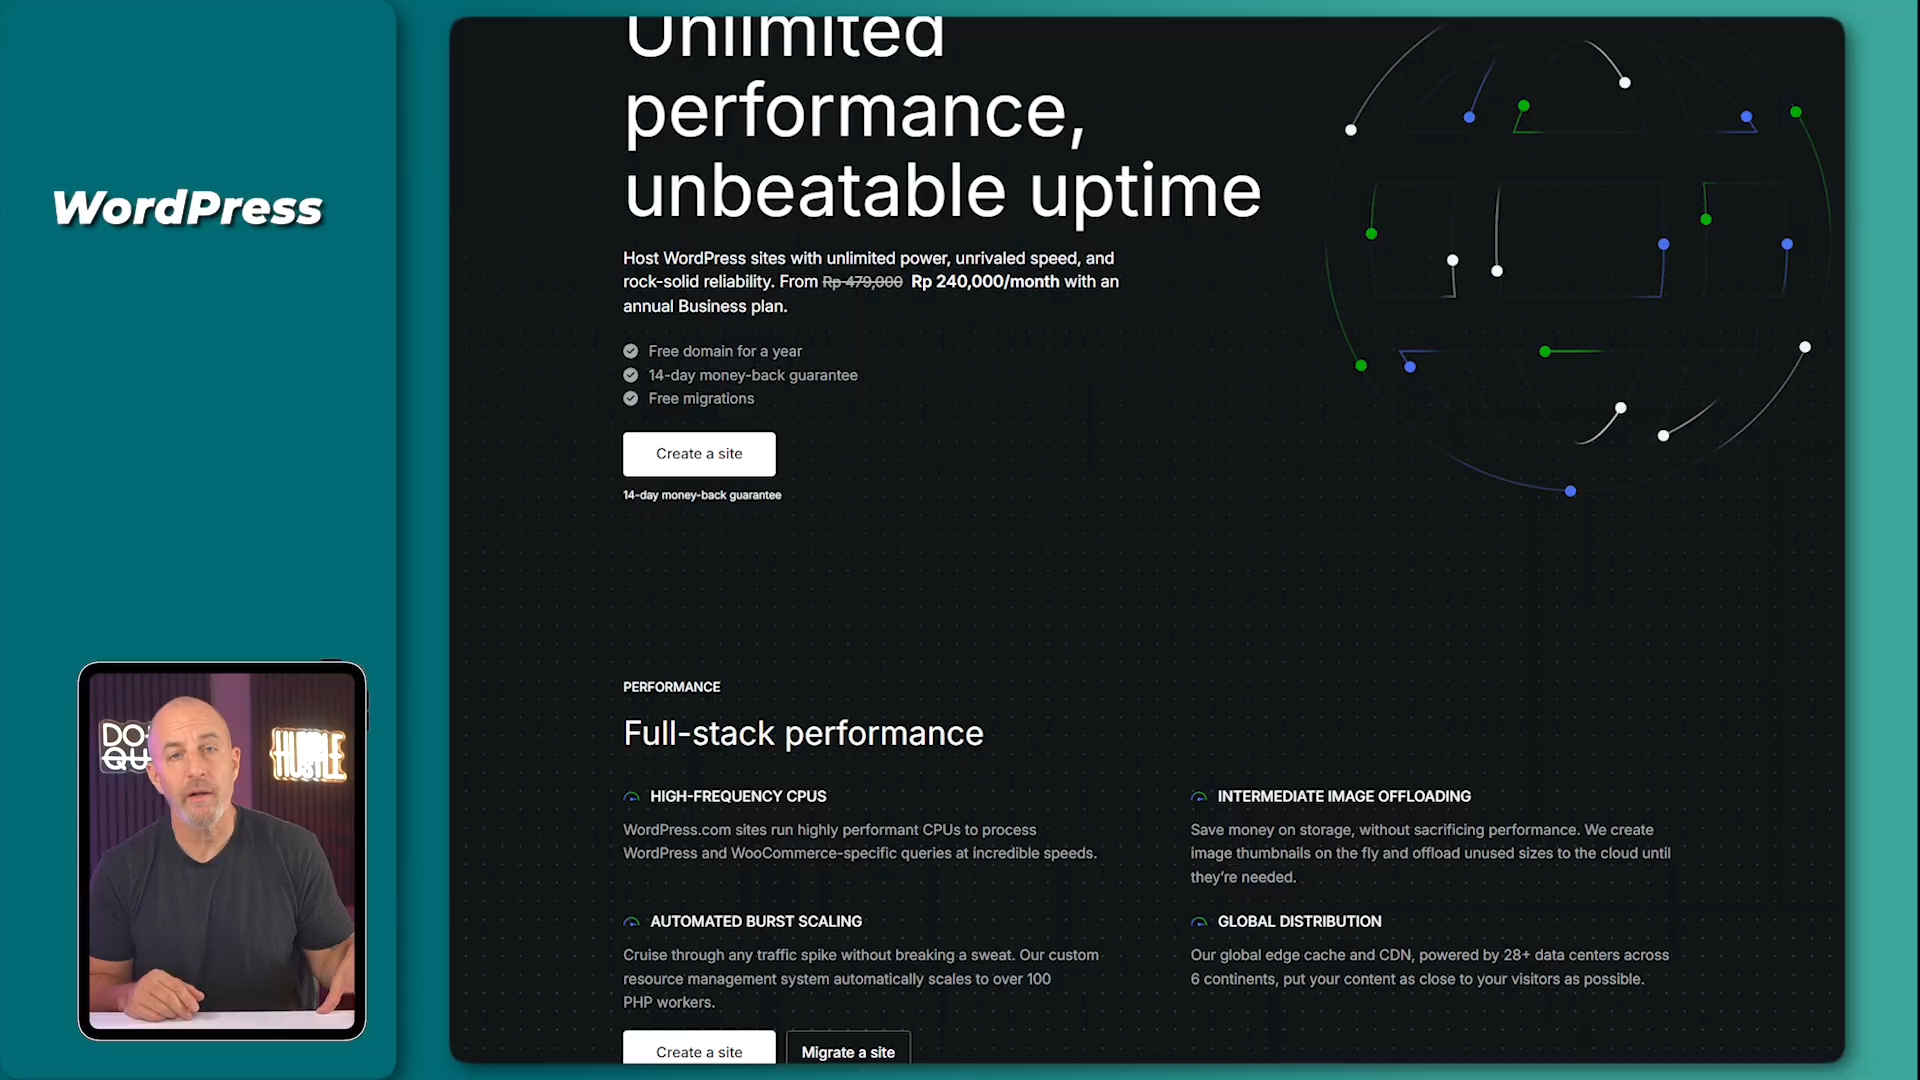 WordPress
Unlimited
performance,
unbeatable uptime
Host WordPress sites with unlimited power, unrivaled speed, and
rock-solid reliability. From Rp 479,000 Rp 240,000/month with an
annual Business plan.
Free domain for a year
14-day money-back guarantee
Free migrations
Create a site
14-day money-back guarantee
PERFORMANCE
Full-stack performance
HIGH-FREQUENCY CPUS
WordPress.com sites run highly performant CPUs to process
WordPress and WooCommerce-specific queries at incredible speeds.
INTERMEDIATE IMAGE OFFLOADING
Save money on storage, without sacrificing performance. We create
image thumbnails on the fly and offload unused sizes to the cloud until
they’re needed.
AUTOMATED BURST SCALING
Cruise through any traffic spike without breaking a sweat. Our custom
resource management system automatically scales to over 100
PHP workers.
GLOBAL DISTRIBUTION
Our global edge cache and CDN, powered by 28+ data centers across
6 continents, put your content as close to your visitors as possible.
Create a site
Migrate a site
HUSTLE